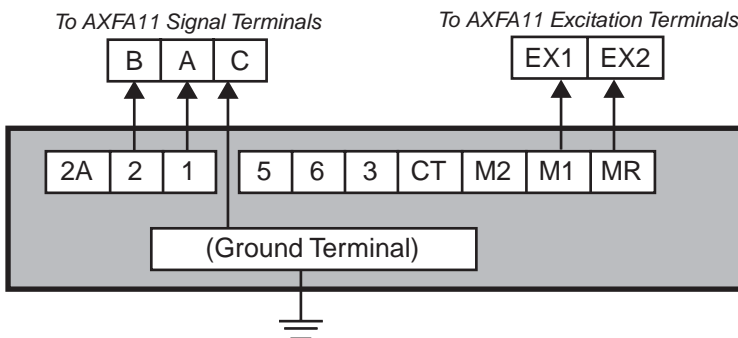 To AXFA11 Signal Terminals
To AXFA11 Excitation Terminals
B A C
EX1 EX2
2A 2 1 5 6 3 CT M2 M1 MR
(Ground Terminal)